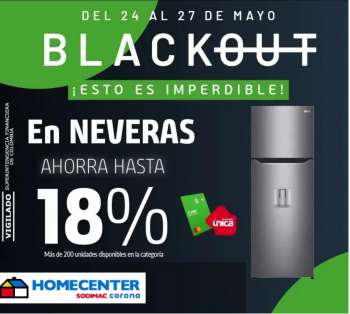 DEL 24 AL 27 DE MAYO
BLACKOUT
¡ESTO ES IMPERDIBLE!
En NEVERAS
AHORRA HASTA
18%
única
Más de 200 unidades disponibles en la categoría
VIGILADO
SUPERINTENDENCIA FINANCIERA
DE COLOMBIA
HOMECENTER
SODIMAC corona